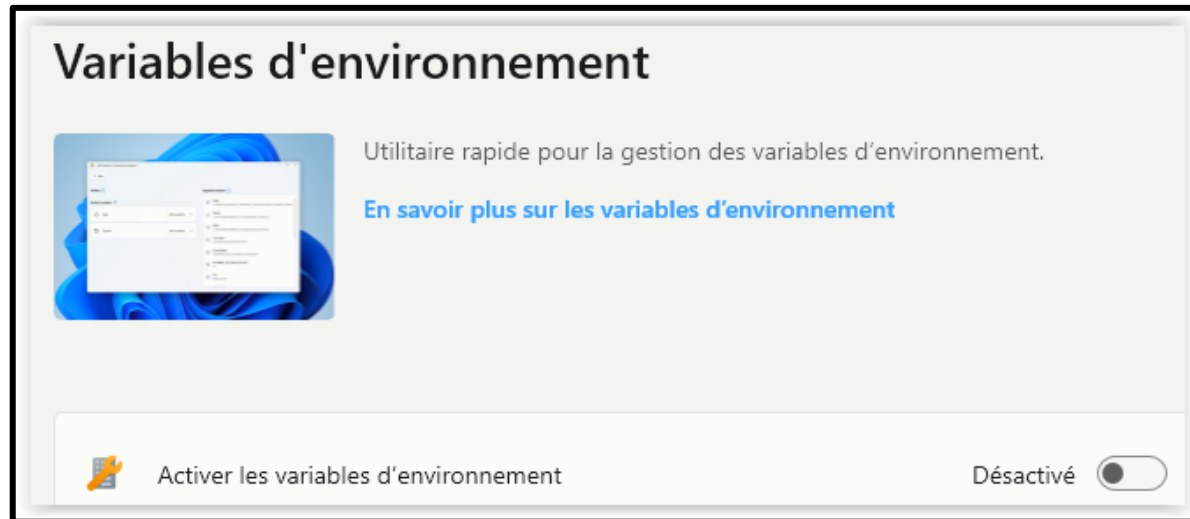 Variables d'environnement
Utilitaire rapide pour la gestion des variables d’environnement.
En savoir plus sur les variables d’environnement
Activer les variables d’environnement
Désactivé